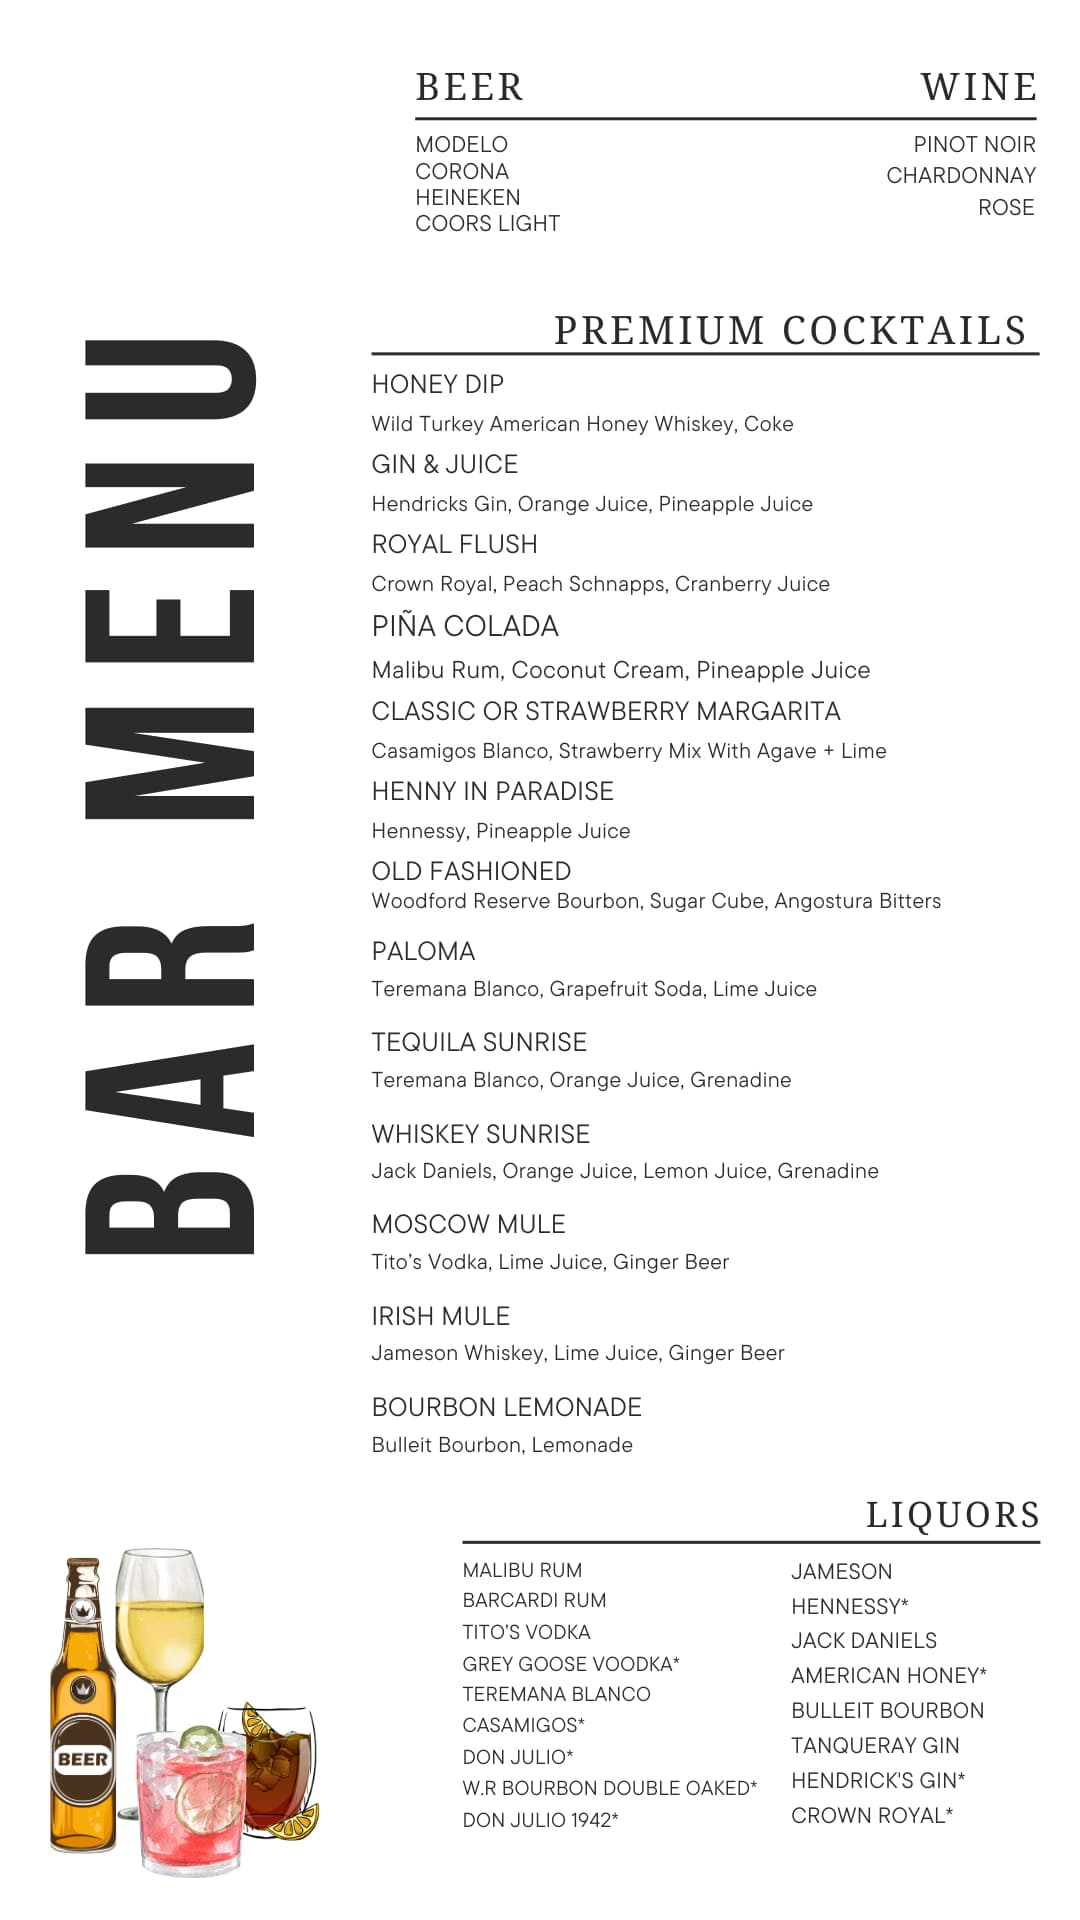 BAR MENU
BEER
MODELO
CORONA
HEINEKEN
COORS LIGHT
WINE
PINOT NOIR
CHARDONNAY
ROSE
PREMIUM COCKTAILS
HONEY DIP
Wild Turkey American Honey Whiskey, Coke
GIN & JUICE
Hendricks Gin, Orange Juice, Pineapple Juice
ROYAL FLUSH
Crown Royal, Peach Schnapps, Cranberry Juice
PIÑA COLADA
Malibu Rum, Coconut Cream, Pineapple Juice
CLASSIC OR STRAWBERRY MARGARITA
Casamigos Blanco, Strawberry Mix With Agave + Lime
HENNY IN PARADISE
Hennessy, Pineapple Juice
OLD FASHIONED
Woodford Reserve Bourbon, Sugar Cube, Angostura Bitters
PALOMA
Teremana Blanco, Grapefruit Soda, Lime Juice
TEQUILA SUNRISE
Teremana Blanco, Orange Juice, Grenadine
WHISKEY SUNRISE
Jack Daniels, Orange Juice, Lemon Juice, Grenadine
MOSCOW MULE
Tito’s Vodka, Lime Juice, Ginger Beer
IRISH MULE
Jameson Whiskey, Lime Juice, Ginger Beer
BOURBON LEMONADE
Bulleit Bourbon, Lemonade
LIQUORS
MALIBU RUM
BARCARDI RUM
TITO’S VODKA
GREY GOOSE VOODKA*
TEREMANA BLANCO
CASAMIGOS*
DON JULIO*
W.R BOURBON DOUBLE OAKED*
DON JULIO 1942*
JAMESON
HENNESSY*
JACK DANIELS
AMERICAN HONEY*
BULLEIT BOURBON
TANQUERAY GIN
HENDRICK'S GIN*
CROWN ROYAL*
BEER